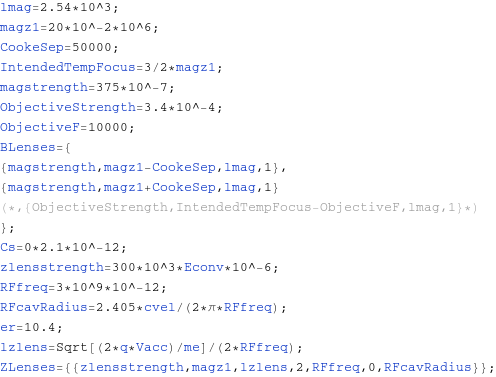 lmag=2.54*10^3;
magz1=20*10^-2*10^6;
CookeSep=50000;
IntendedTempFocus=3/2*magz1;
magstrength=375*10^-7;
ObjectiveStrength=3.4*10^-4;
ObjectiveF=10000;
BLenses={
{magstrength,magz1-CookeSep,lmag,1},
{magstrength,magz1+CookeSep,lmag,1}
(*,{ObjectiveStrength,IntendedTempFocus-ObjectiveF,lmag,1}*)
};
Cs=0*2.1*10^-12;
zlensstrength=300*10^3*Econv*10^-6;
RFfreq=3*10^9*10^-12;
RFcavRadius=2.405*cvel/(2*π*RFfreq);
er=10.4;
lzlens=Sqrt[(2*q*Vacc)/me]/(2*RFfreq);
ZLenses={{zlensstrength,magz1,lzlens,2,RFfreq,0,RFcavRadius}};